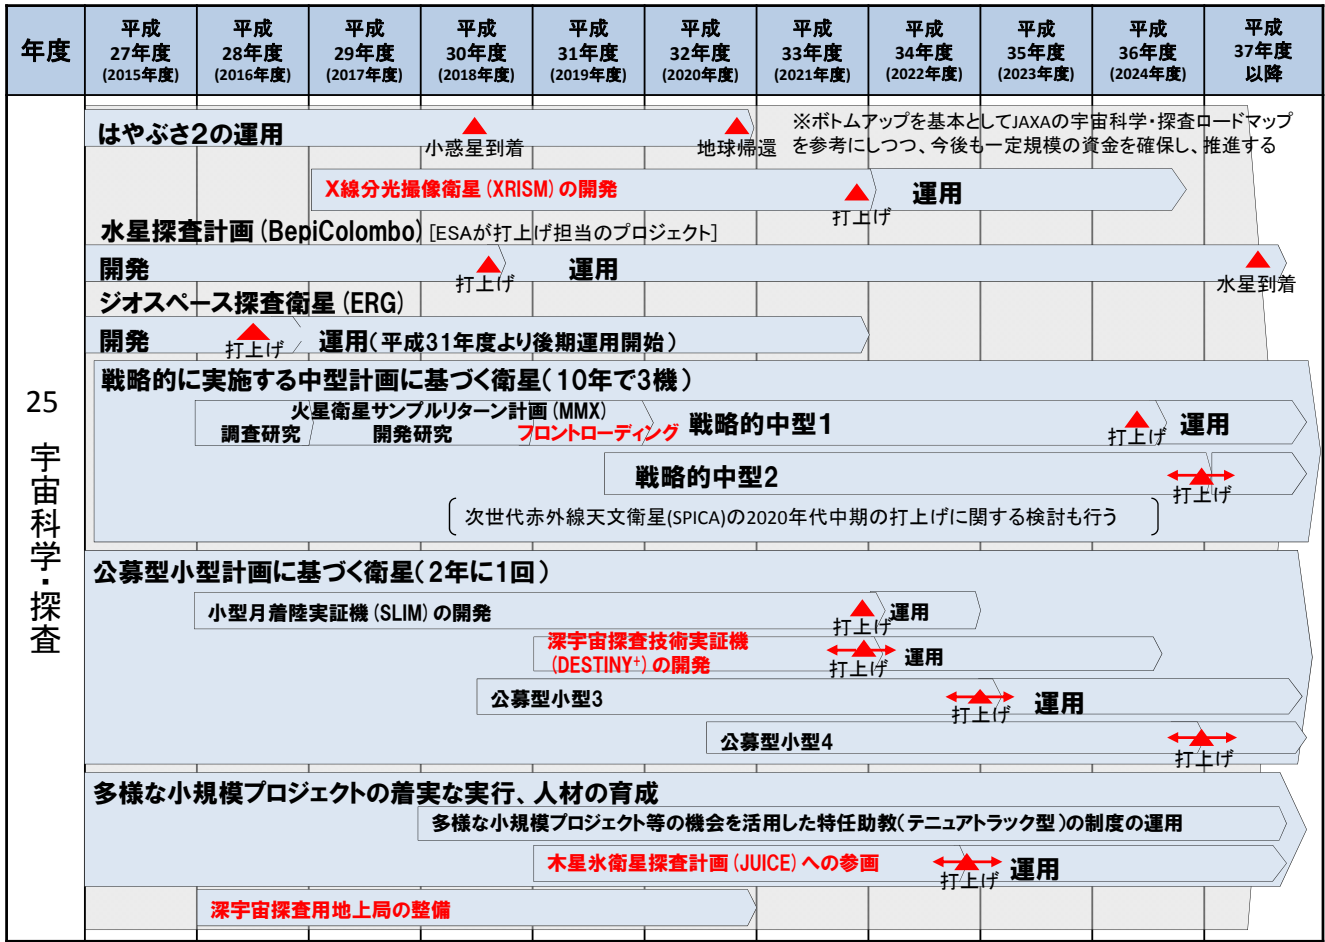 年度
平成
27年度
(2015年度)
平成
28年度
(2016年度)
平成
29年度
(2017年度)
平成
30年度
(2018年度)
平成
31年度
(2019年度)
平成
32年度
(2020年度)
平成
33年度
(2021年度)
平成
34年度
(2022年度)
平成
35年度
(2023年度)
平成
36年度
(2024年度)
平成
37年度
以降
25
宇宙科学・探査
はやぶさ2の運用
小惑星到着
地球帰還
※ボトムアップを基本としてJAXAの宇宙科学・探査ロードマップ
を参考にしつつ、今後も一定規模の資金を確保し、推進する
X線分光撮像衛星(XRISM)の開発
打上げ
運用
水星探査計画(BepiColombo) [ESAが打上げ担当のプロジェクト]
開発
打上げ
運用
水星到着
ジオスペース探査衛星(ERG)
開発
打上げ
運用(平成31年度より後期運用開始)
戦略的に実施する中型計画に基づく衛星(10年で3機)
火星衛星サンプルリターン計画(MMX)
調査研究
開発研究
フロントローディング
戦略的中型1
打上げ
運用
戦略的中型2
打上げ
次世代赤外線天文衛星(SPICA)の2020年代中期の打上げに関する検討も行う
公募型小型計画に基づく衛星(2年に1回)
小型月着陸実証機(SLIM)の開発
打上げ
運用
深宇宙探査技術実証機
(DESTINY⁺)の開発
打上げ
運用
公募型小型3
打上げ
運用
公募型小型4
打上げ
多様な小規模プロジェクトの着実な実行、人材の育成
多様な小規模プロジェクト等の機会を活用した特任助教(テニュアトラック型)の制度の運用
木星氷衛星探査計画(JUICE)への参画
打上げ
運用
深宇宙探査用地上局の整備